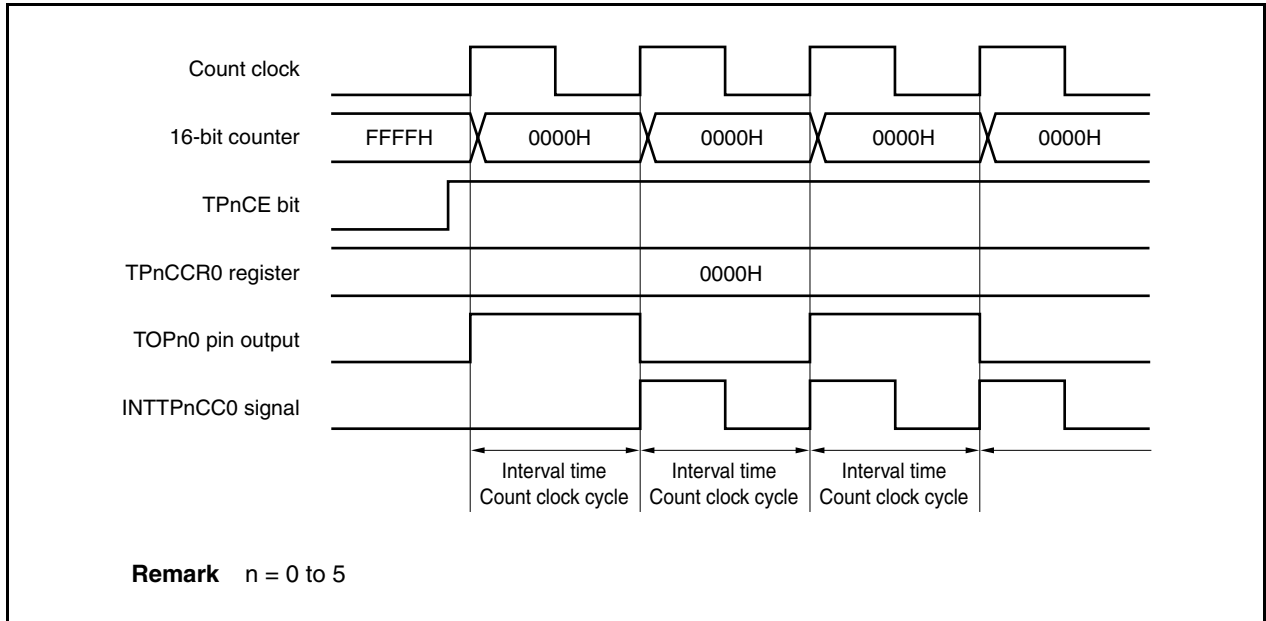 Count clock
16-bit counter FFFFH 0000H 0000H 0000H 0000H
TPnCE bit
TPnCCR0 register 0000H
TOPn0 pin output
INTTPnCC0 signal
Interval time Interval time Interval time
Count clock cycle Count clock cycle Count clock cycle
Remark n = 0 to 5